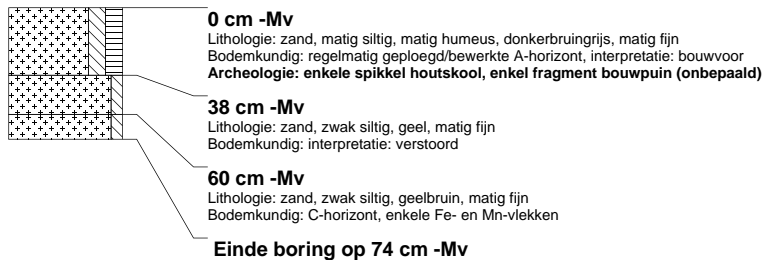 0 cm -Mv
Lithologie: zand, matig siltig, matig humeus, donkerbruingrijs, matig fijn
Bodemkundig: regelmatig geploegd/bewerkte A-horizont, interpretatie: bouwvoor
Archeologie: enkele spikkel houtskool, enkel fragment bouwpuin (onbepaald)
38 cm -Mv
Lithologie: zand, zwak siltig, geel, matig fijn
Bodemkundig: interpretatie: verstoord
60 cm -Mv
Lithologie: zand, zwak siltig, geelbruin, matig fijn
Bodemkundig: C-horizont, enkele Fe- en Mn-vlekken
Einde boring op 74 cm -Mv